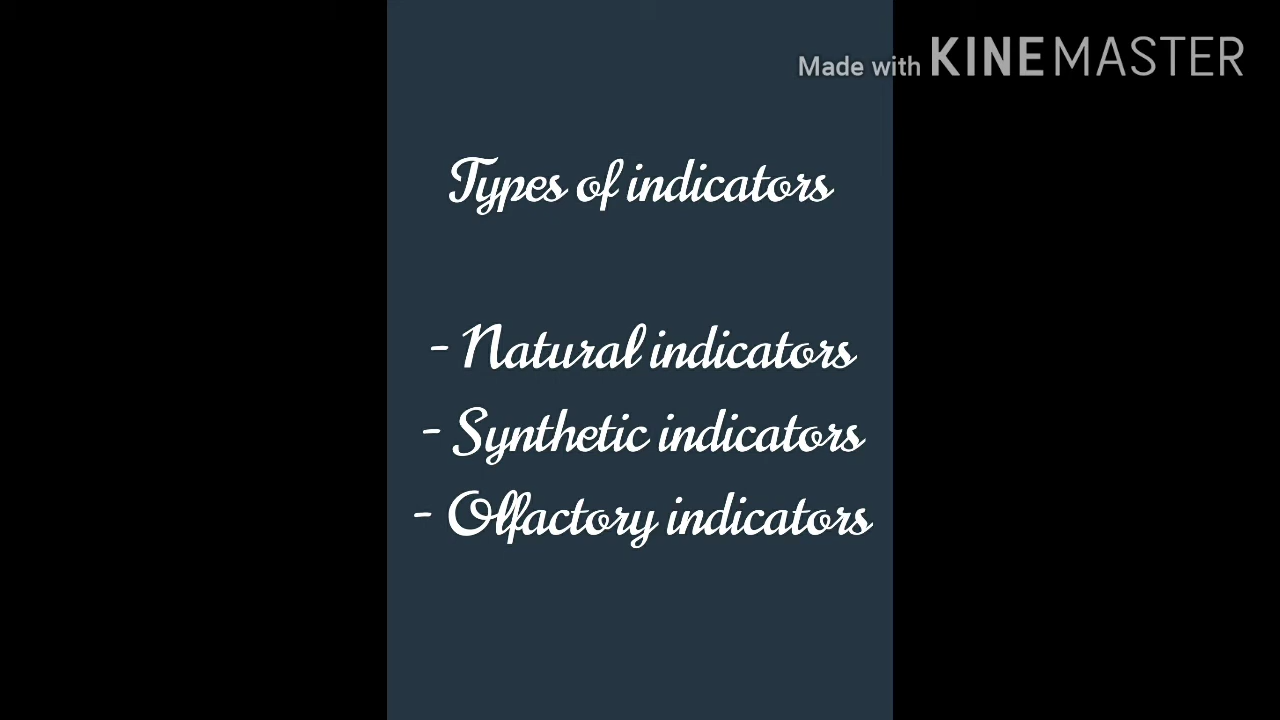 Made with KINEMASTER
Types of indicators
- Natural indicators
- Synthetic indicators
- Olfactory indicators